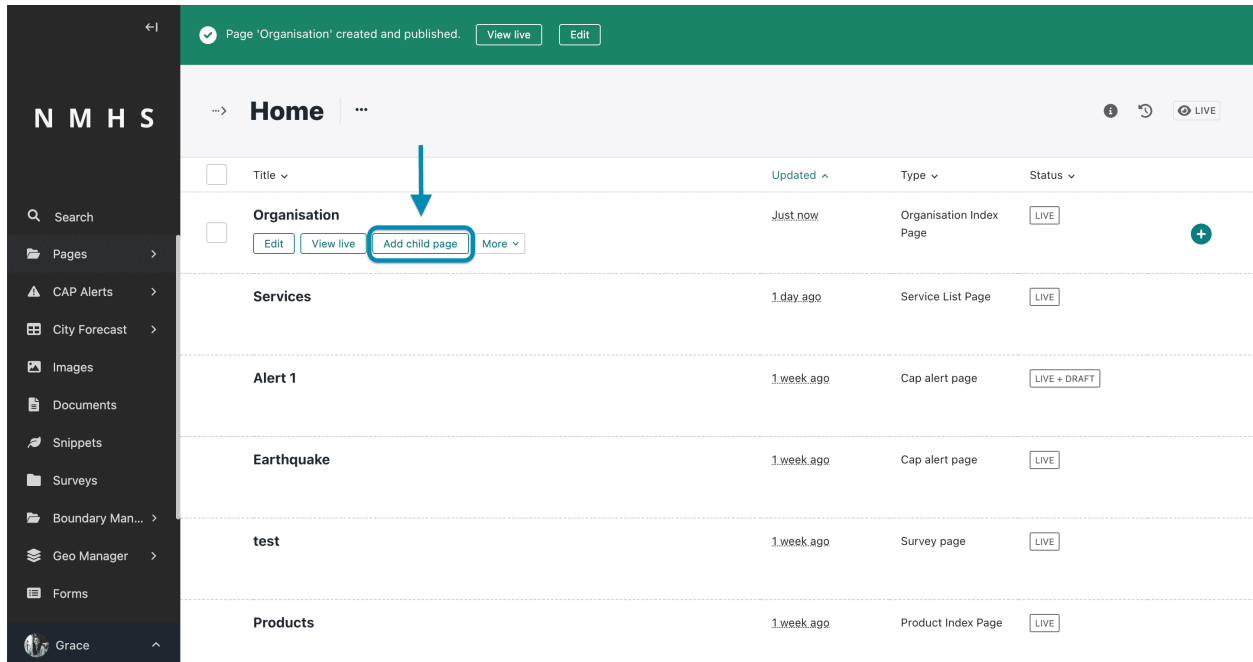 Page 'Organisation' created and published. View live Edit
N M H S
Home ...
LIVE
Title Updated Type Status
Search
Pages
CAP Alerts
City Forecast
Images
Documents
Snippets
Surveys
Boundary Man...
Geo Manager
Forms
Grace
Organisation Just now Organisation Index Page LIVE
Edit View live Add child page More
Services 1 day ago Service List Page LIVE
Alert 1 1 week ago Cap alert page LIVE + DRAFT
Earthquake 1 week ago Cap alert page LIVE
test 1 week ago Survey page LIVE
Products 1 week ago Product Index Page LIVE